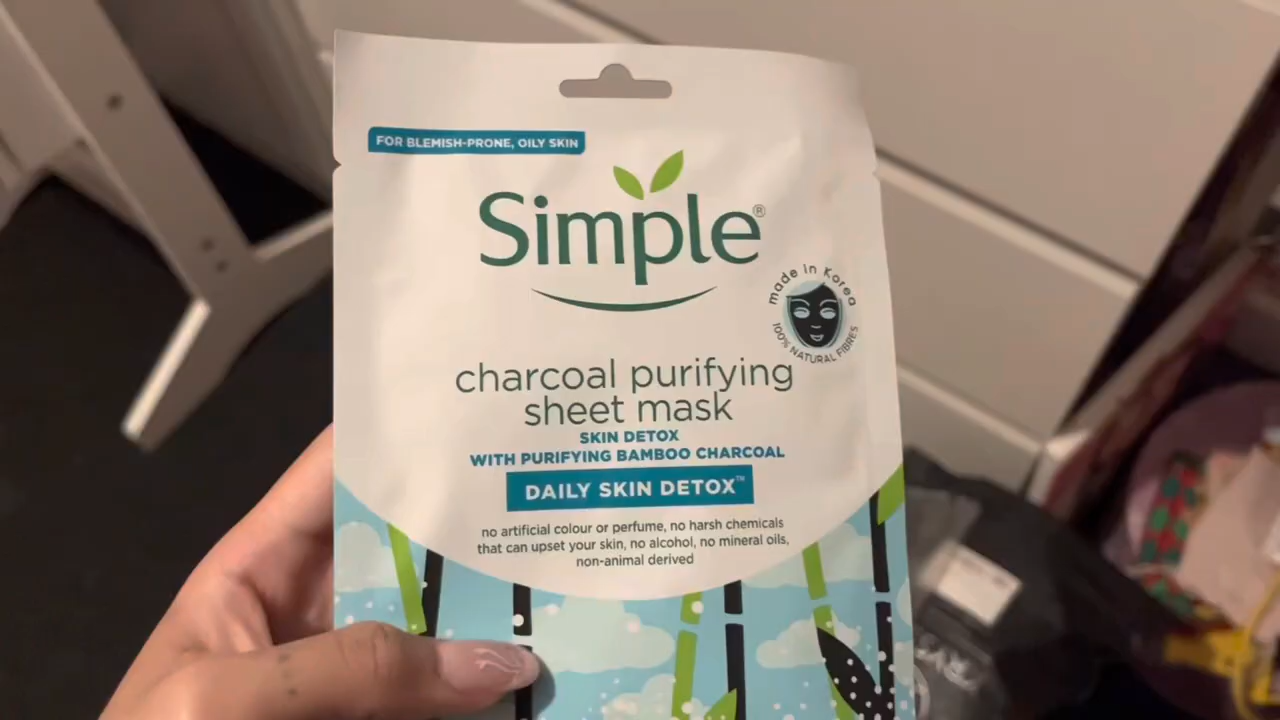 FOR BLEMISH-PRONE, OILY SKIN
Simple®
made in Korea
100% NATURAL FIBRES
charcoal purifying
sheet mask
SKIN DETOX
WITH PURIFYING BAMBOO CHARCOAL
DAILY SKIN DETOX™
no artificial colour or perfume, no harsh chemicals
that can upset your skin, no alcohol, no mineral oils,
non-animal derived